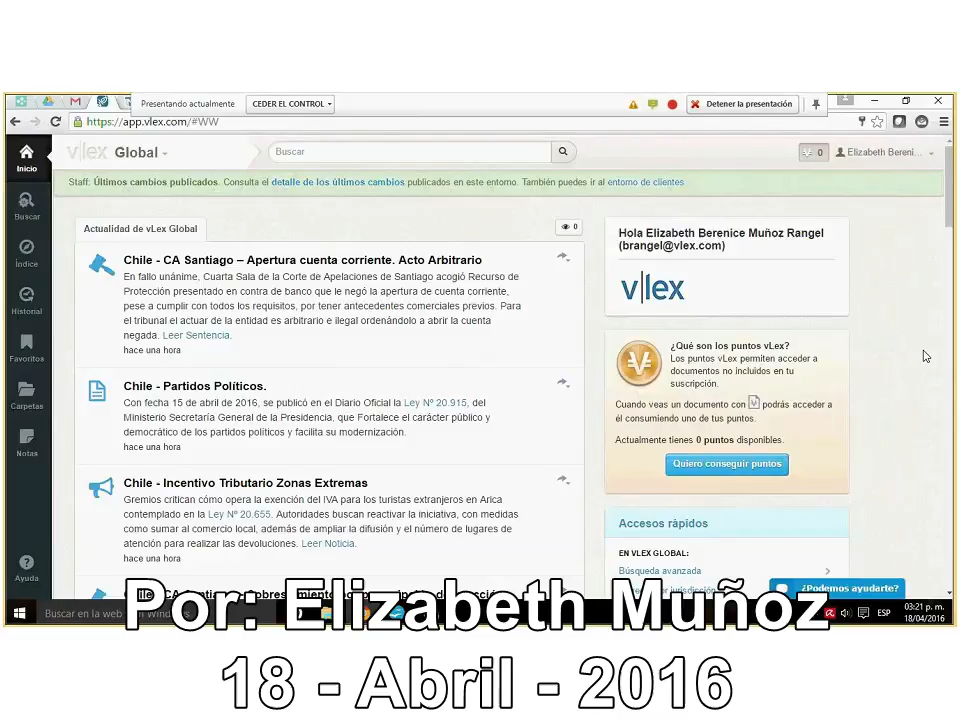 Presentando actualmente CEDER EL CONTROL
Detener la presentación
https://app.vlex.com/#WW
v|lex Global
Buscar
0 Elizabeth Bereni...
Inicio
Buscar
Índice
Historial
Favoritos
Carpetas
Notas
Ayuda
Staff: Últimos cambios publicados. Consulta el detalle de los últimos cambios publicados en este entorno. También puedes ir al entorno de clientes
Actualidad de vLex Global
0
Chile - CA Santiago – Apertura cuenta corriente. Acto Arbitrario
En fallo unánime, Cuarta Sala de la Corte de Apelaciones de Santiago acogió Recurso de
Protección presentado en contra de banco que le negó la apertura de cuenta corriente,
pese a cumplir con todos los requisitos, por tener antecedentes comerciales previos. Para
el tribunal el actuar de la entidad es arbitrario e ilegal ordenándolo a abrir la cuenta
negada. Leer Sentencia.
hace una hora
Chile - Partidos Políticos.
Con fecha 15 de abril de 2016, se publicó en el Diario Oficial la Ley Nº 20.915, del
Ministerio Secretaría General de la Presidencia, que Fortalece el carácter público y
democrático de los partidos políticos y facilita su modernización.
hace una hora
Chile - Incentivo Tributario Zonas Extremas
Gremios critican cómo opera la exención del IVA para los turistas extranjeros en Arica
contemplado en la Ley Nº 20.655. Autoridades buscan reactivar la iniciativa, con medidas
como sumar al comercio local, además de ampliar la difusión y el número de lugares de
atención para realizar las devoluciones. Leer Noticia.
hace una hora
Hola Elizabeth Berenice Muñoz Rangel
(brangel@vlex.com)
v|lex
¿Qué son los puntos vLex?
Los puntos vLex permiten acceder a
documentos no incluidos en tu
suscripción.
Cuando veas un documento con podrás acceder a
él consumiendo uno de tus puntos.
Actualmente tienes 0 puntos disponibles.
Quiero conseguir puntos
Accesos rápidos
EN VLEX GLOBAL:
Búsqueda avanzada
¿Podemos ayudarte?
Buscar en la web
ESP
03:21 p. m.
18/04/2016
Por: Elizabeth Muñoz
18 - Abril - 2016